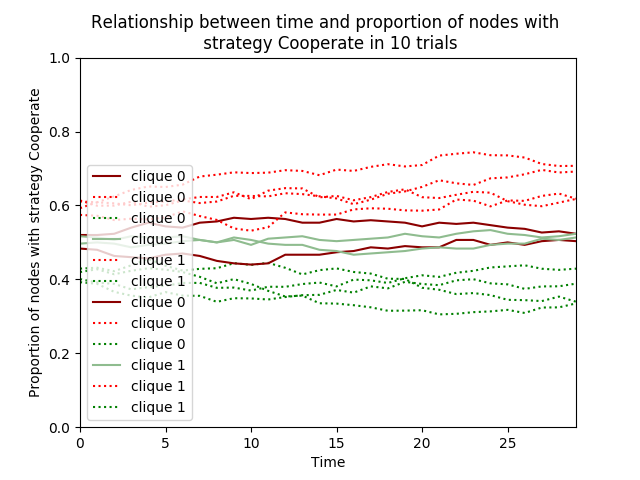 Relationship between time and proportion of nodes with
strategy Cooperate in 10 trials
Proportion of nodes with strategy Cooperate
1.0
0.8
0.6
0.4
0.2
0.0
clique 0
clique 0
clique 0
clique 1
clique 1
clique 1
clique 0
clique 0
clique 0
clique 1
clique 1
clique 1
0 5 10 15 20 25
Time